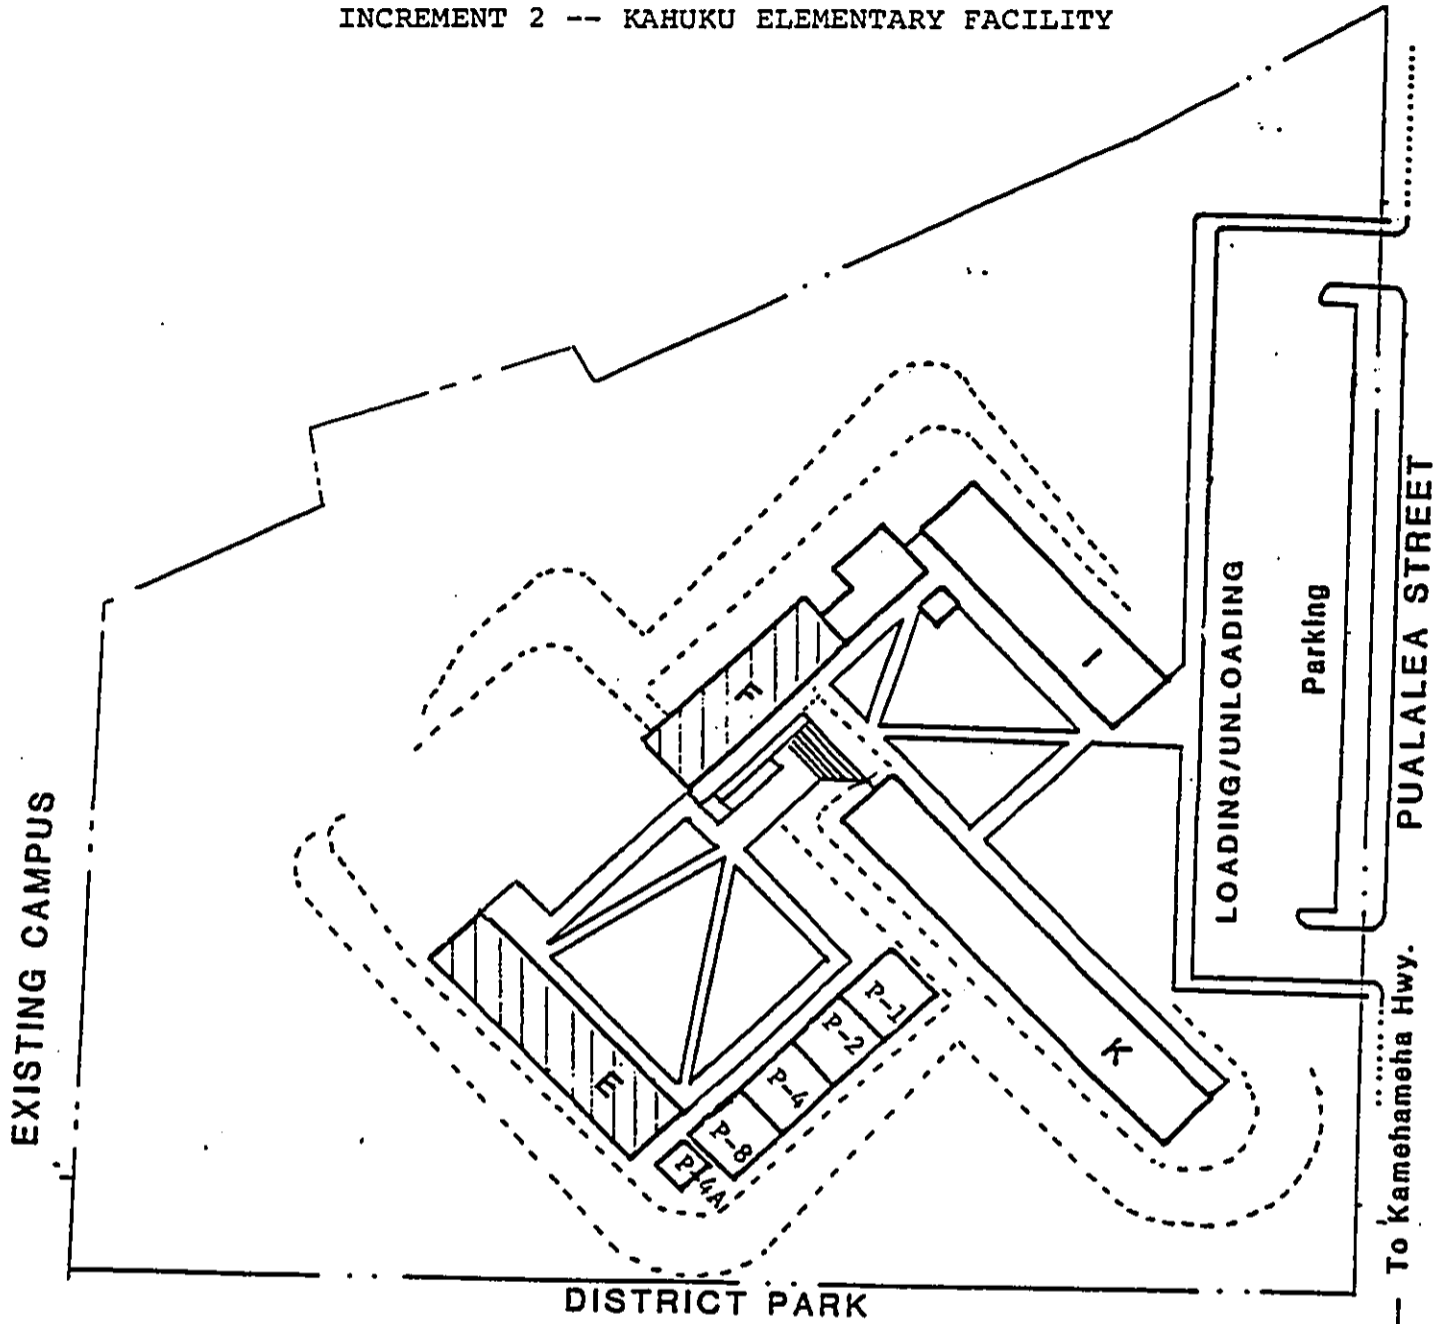 INCREMENT 2 -- KAHUKU ELEMENTARY FACILITY
EXISTING CAMPUS
F
I
E
K
P-1
P-2
P-4
P-8
P-14A
LOADING/UNLOADING
Parking
PUALALEA STREET
To Kamehameha Hwy.
DISTRICT PARK